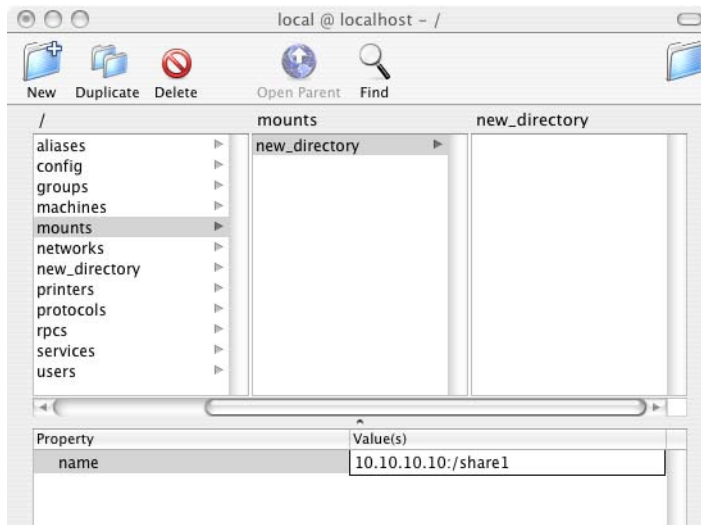 local @ localhost – /
New Duplicate Delete Open Parent Find
/ mounts new_directory
aliases new_directory
config
groups
machines
mounts
networks
new_directory
printers
protocols
rpcs
services
users
Property Value(s)
name 10.10.10.10:/share1